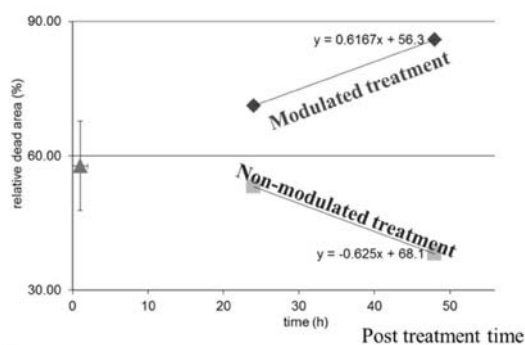 90.00
y = 0.6167x + 56.3
Modulated treatment
relative dead area (%)
60.00
Non-modulated treatment
y = -0.625x + 68.1
30.00
0
10
20
30
40
50
time (h)
Post treatment time